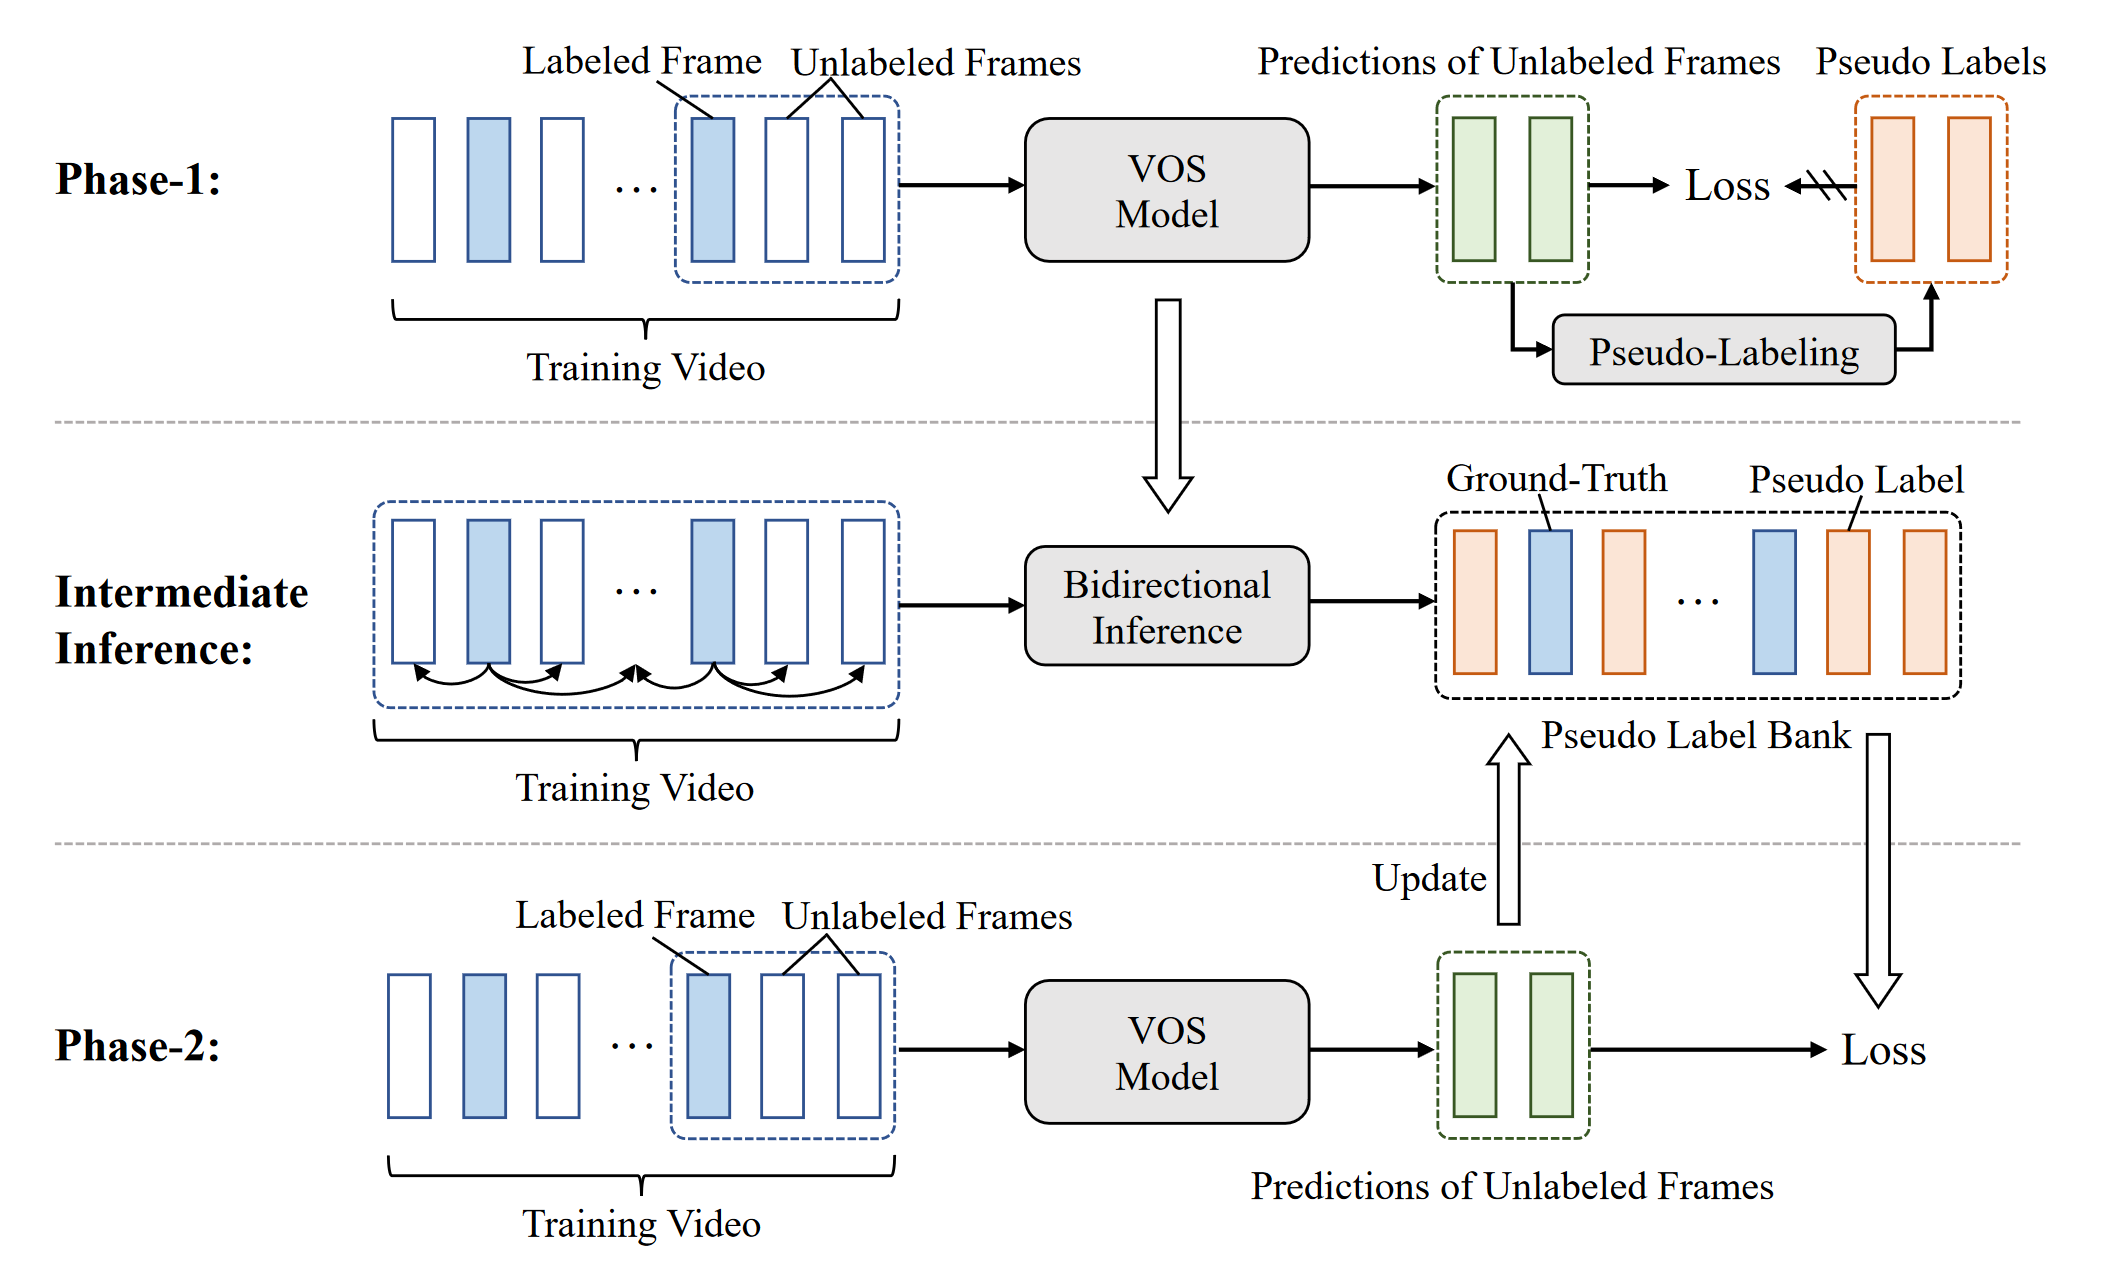 Labeled Frame
Unlabeled Frames
Predictions of Unlabeled Frames
Pseudo Labels
Phase-1:
...
VOS
Model
Loss
Training Video
Pseudo-Labeling
Ground-Truth
Pseudo Label
Intermediate
Inference:
...
Bidirectional
Inference
...
Training Video
Pseudo Label Bank
Update
Labeled Frame
Unlabeled Frames
Phase-2:
...
VOS
Model
Loss
Predictions of Unlabeled Frames
Training Video